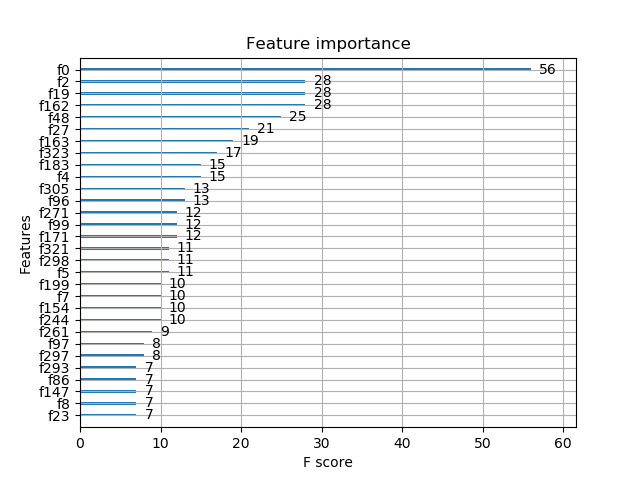 Feature importance
f0 56
f2 28
f19 28
f162 28
f48 25
f27 21
f163 19
f323 17
f183 15
f4 15
f305 13
f96 13
f271 12
f99 12
f171 12
f321 11
f298 11
f5 11
f199 10
f7 10
f154 10
f244 10
f261 9
f97 8
f297 8
f293 7
f86 7
f147 7
f8 7
f23 7
Features
0 10 20 30 40 50 60
F score